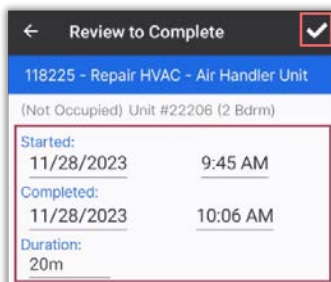 Review to Complete
118225 - Repair HVAC - Air Handler Unit
(Not Occupied) Unit #22206 (2 Bdrm)
Started:
11/28/2023 9:45 AM
Completed:
11/28/2023 10:06 AM
Duration:
20m